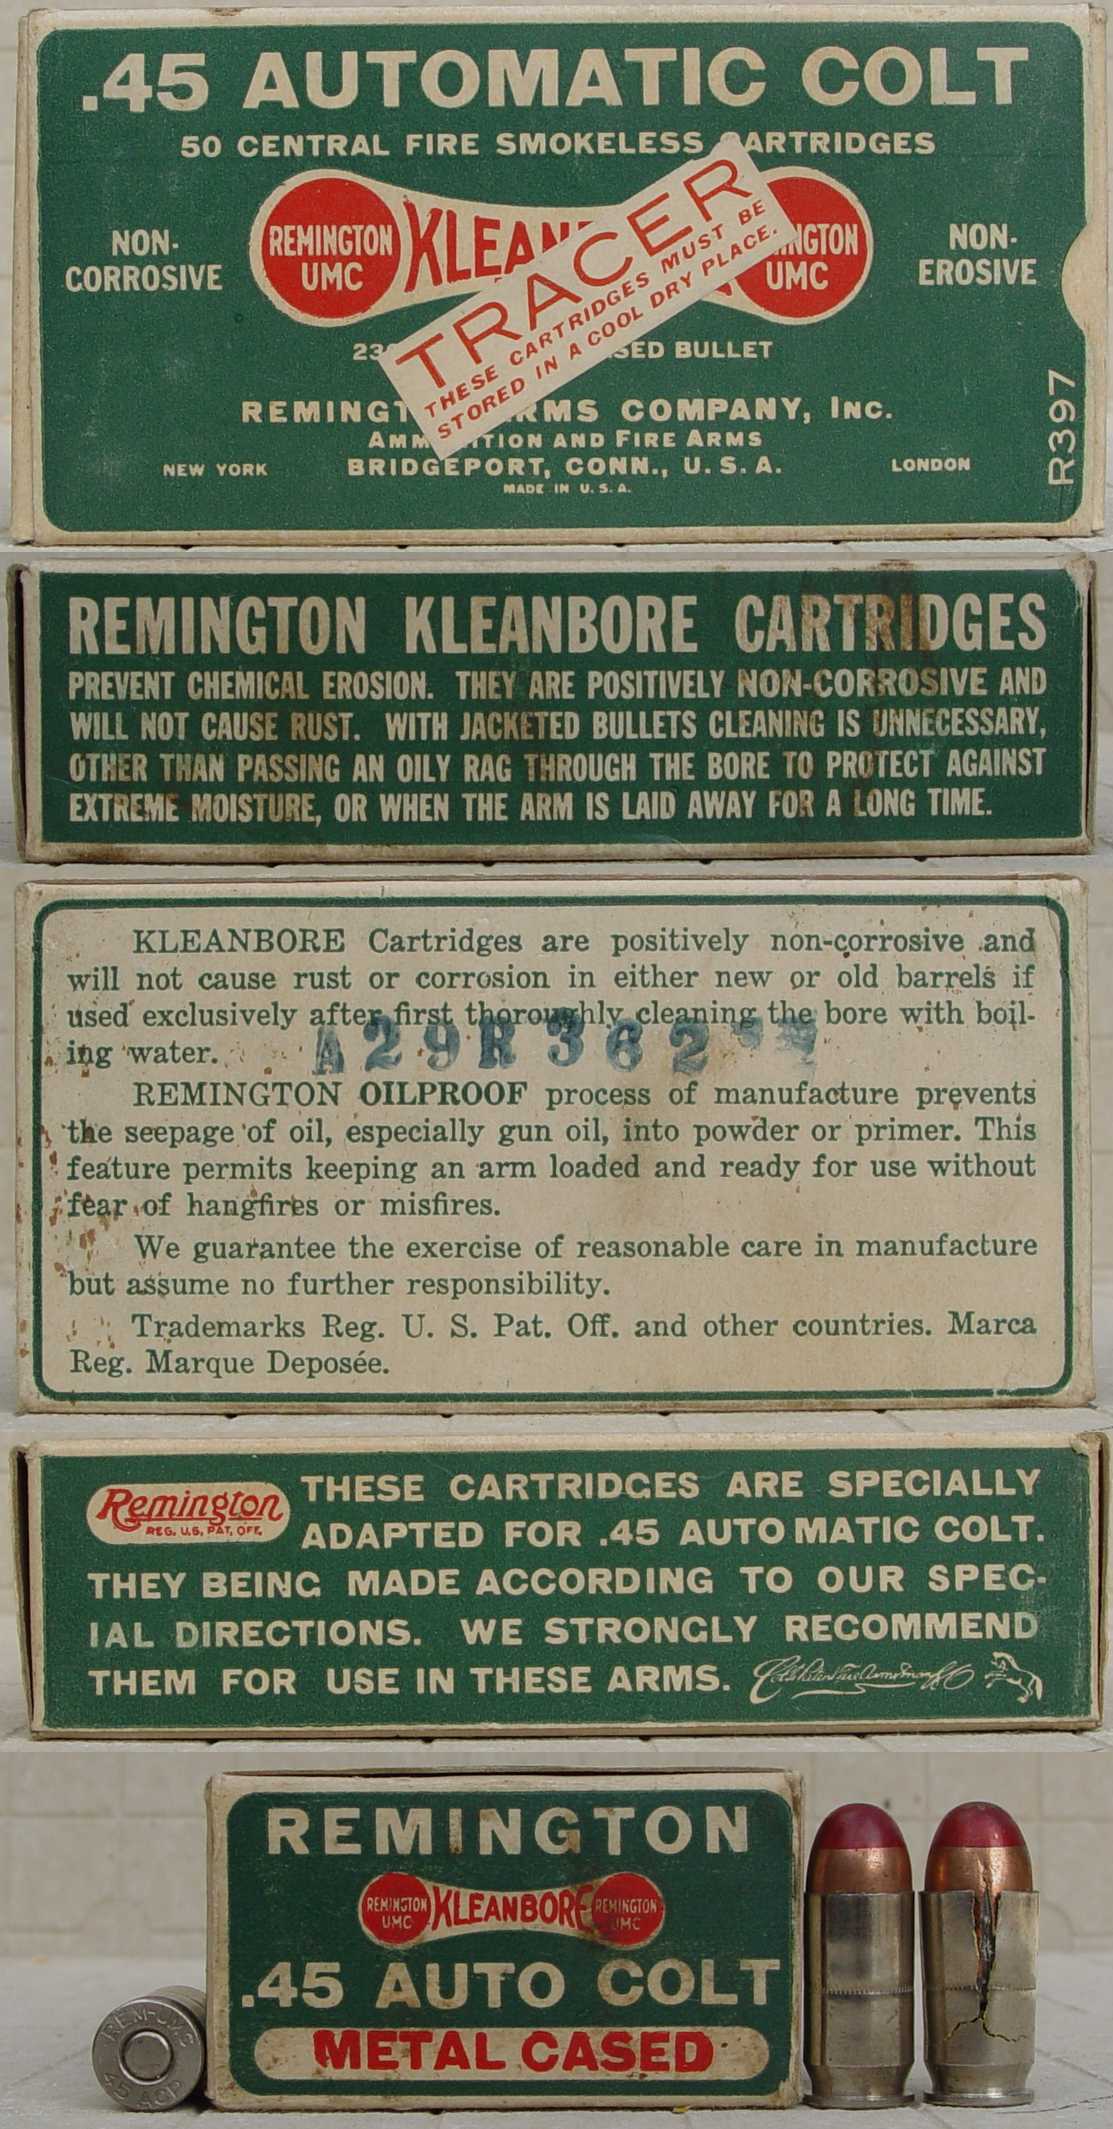 .45 AUTOMATIC COLT
50 CENTRAL FIRE SMOKELESS CARTRIDGES
NON-
CORROSIVE
REMINGTON
UMC
KLEAN
NGTON
UMC
NON-
EROSIVE
TRACER
THESE CARTRIDGES MUST BE
STORED IN A COOL DRY PLACE.
23 SED BULLET
REMINGT ARMS COMPANY, INC.
AMM ITION AND FIRE ARMS
NEW YORK BRIDGEPORT, CONN., U.S.A. LONDON
MADE IN U.S.A.
R397
REMINGTON KLEANBORE CARTRIDGES
PREVENT CHEMICAL EROSION. THEY ARE POSITIVELY NON-CORROSIVE AND
WILL NOT CAUSE RUST. WITH JACKETED BULLETS CLEANING IS UNNECESSARY,
OTHER THAN PASSING AN OILY RAG THROUGH THE BORE TO PROTECT AGAINST
EXTREME MOISTURE, OR WHEN THE ARM IS LAID AWAY FOR A LONG TIME.
KLEANBORE Cartridges are positively non-corrosive and
will not cause rust or corrosion in either new or old barrels if
used exclusively after first thoroughly cleaning the bore with boil-
ing water.
A29R362
REMINGTON OILPROOF process of manufacture prevents
the seepage of oil, especially gun oil, into powder or primer. This
feature permits keeping an arm loaded and ready for use without
fear of hangfires or misfires.
We guarantee the exercise of reasonable care in manufacture
but assume no further responsibility.
Trademarks Reg. U. S. Pat. Off. and other countries. Marca
Reg. Marque Deposée.
Remington
REG. U.S. PAT. OFF.
THESE CARTRIDGES ARE SPECIALLY
ADAPTED FOR .45 AUTOMATIC COLT.
THEY BEING MADE ACCORDING TO OUR SPEC-
IAL DIRECTIONS. WE STRONGLY RECOMMEND
THEM FOR USE IN THESE ARMS.
REMINGTON
REMINGTON
UMC
KLEANBORE
REMINGTON
UMC
.45 AUTO COLT
METAL CASED
REM-UMC
45 ACP